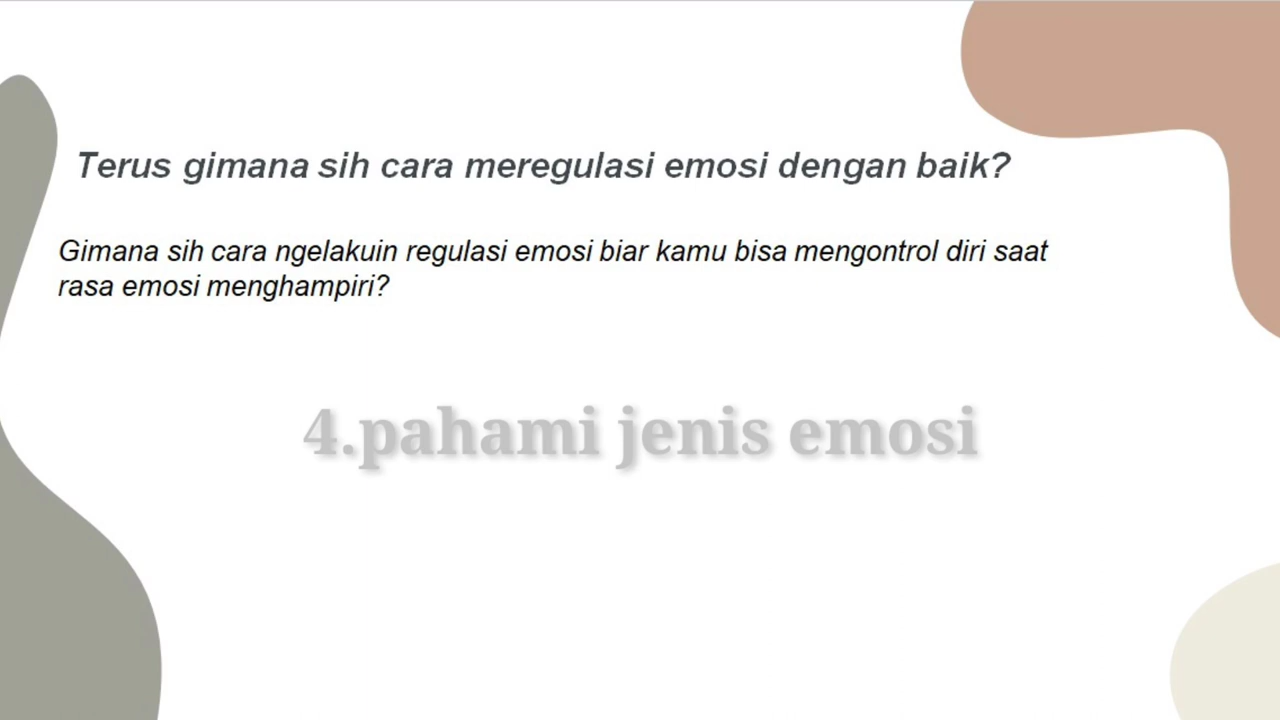 Terus gimana sih cara meregulasi emosi dengan baik?
Gimana sih cara ngelakuin regulasi emosi biar kamu bisa mengontrol diri saat
rasa emosi menghampiri?
4.pahami jenis emosi